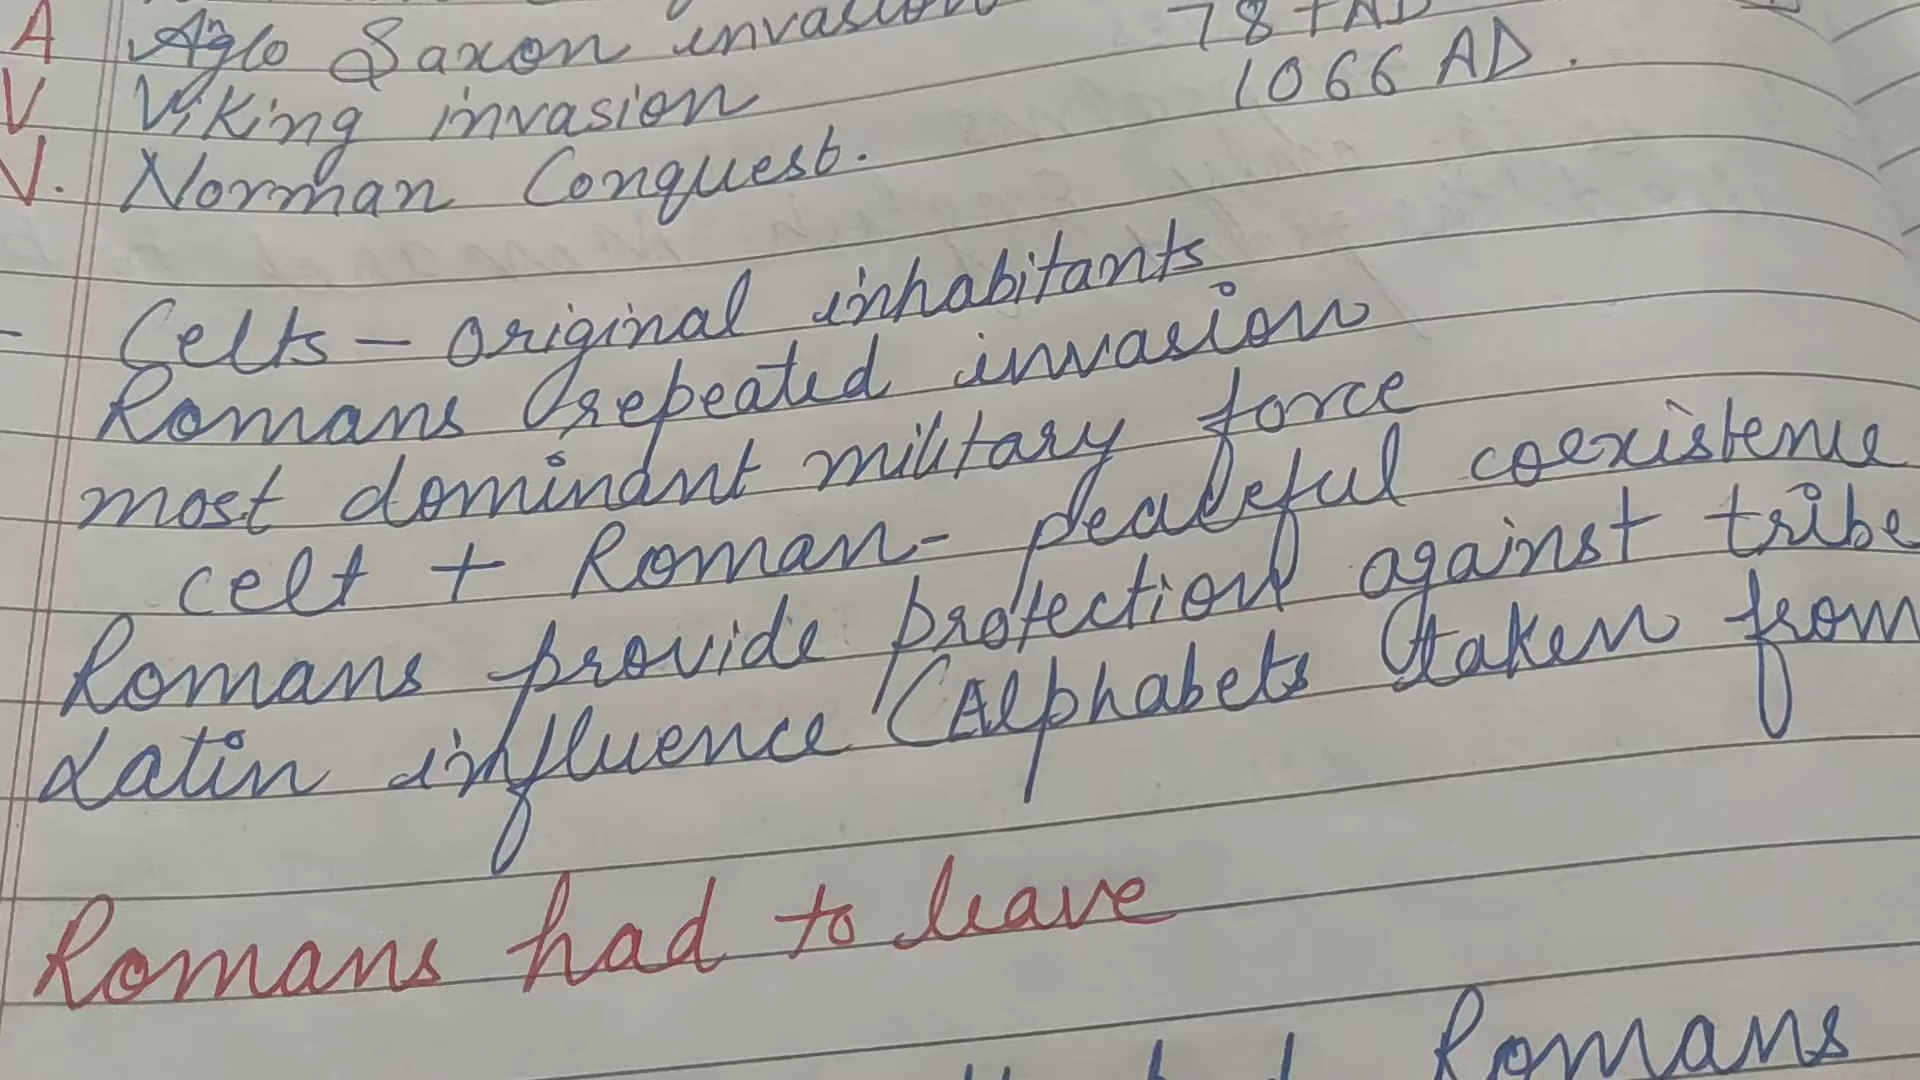 A Anglo Saxon invasion
V Viking invasion 787 AD
V. Norman Conquest. 1066 AD.
- Celts - original inhabitants
Romans (repeated invasion
most dominant military force
celt + Roman - peaceful coexistence
Romans provide protection against tribe
Latin influence (Alphabets taken from
Romans had to leave
Romans